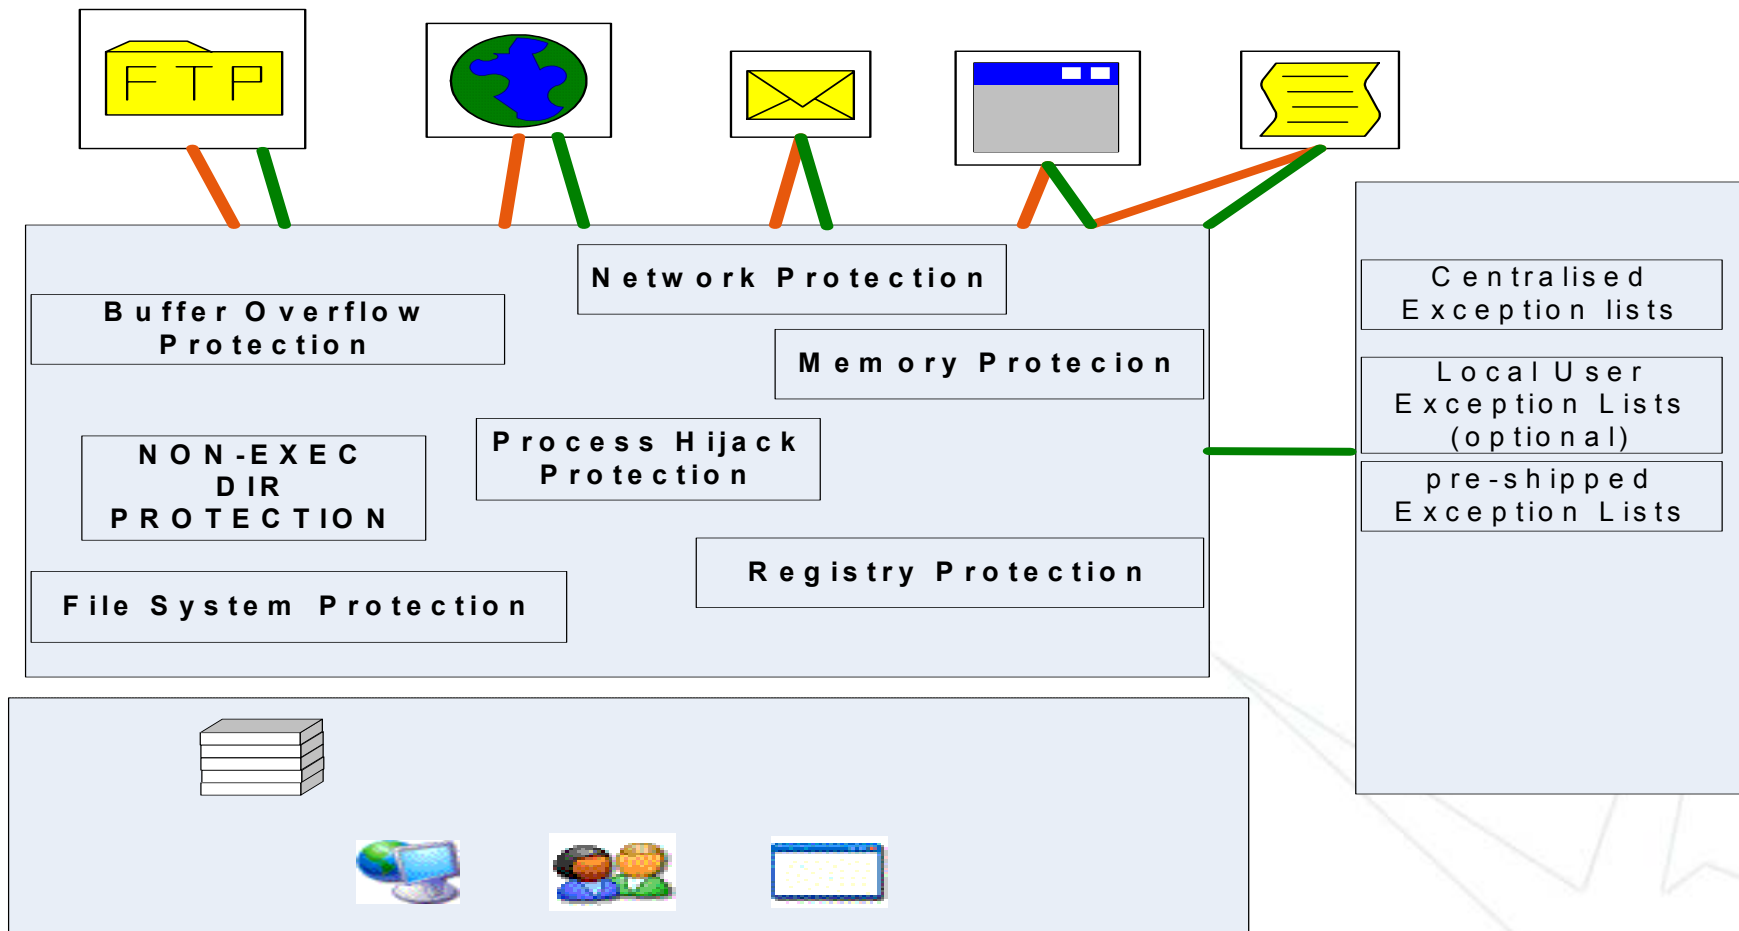 FTP
Network Protection
Buffer Overflow
Protection
Memory Protecion
NON-EXEC
DIR
PROTECTION
Process Hijack
Protection
Registry Protection
File System Protection
Centralised
Exception lists
Local User
Exception Lists
(optional)
pre-shipped
Exception Lists